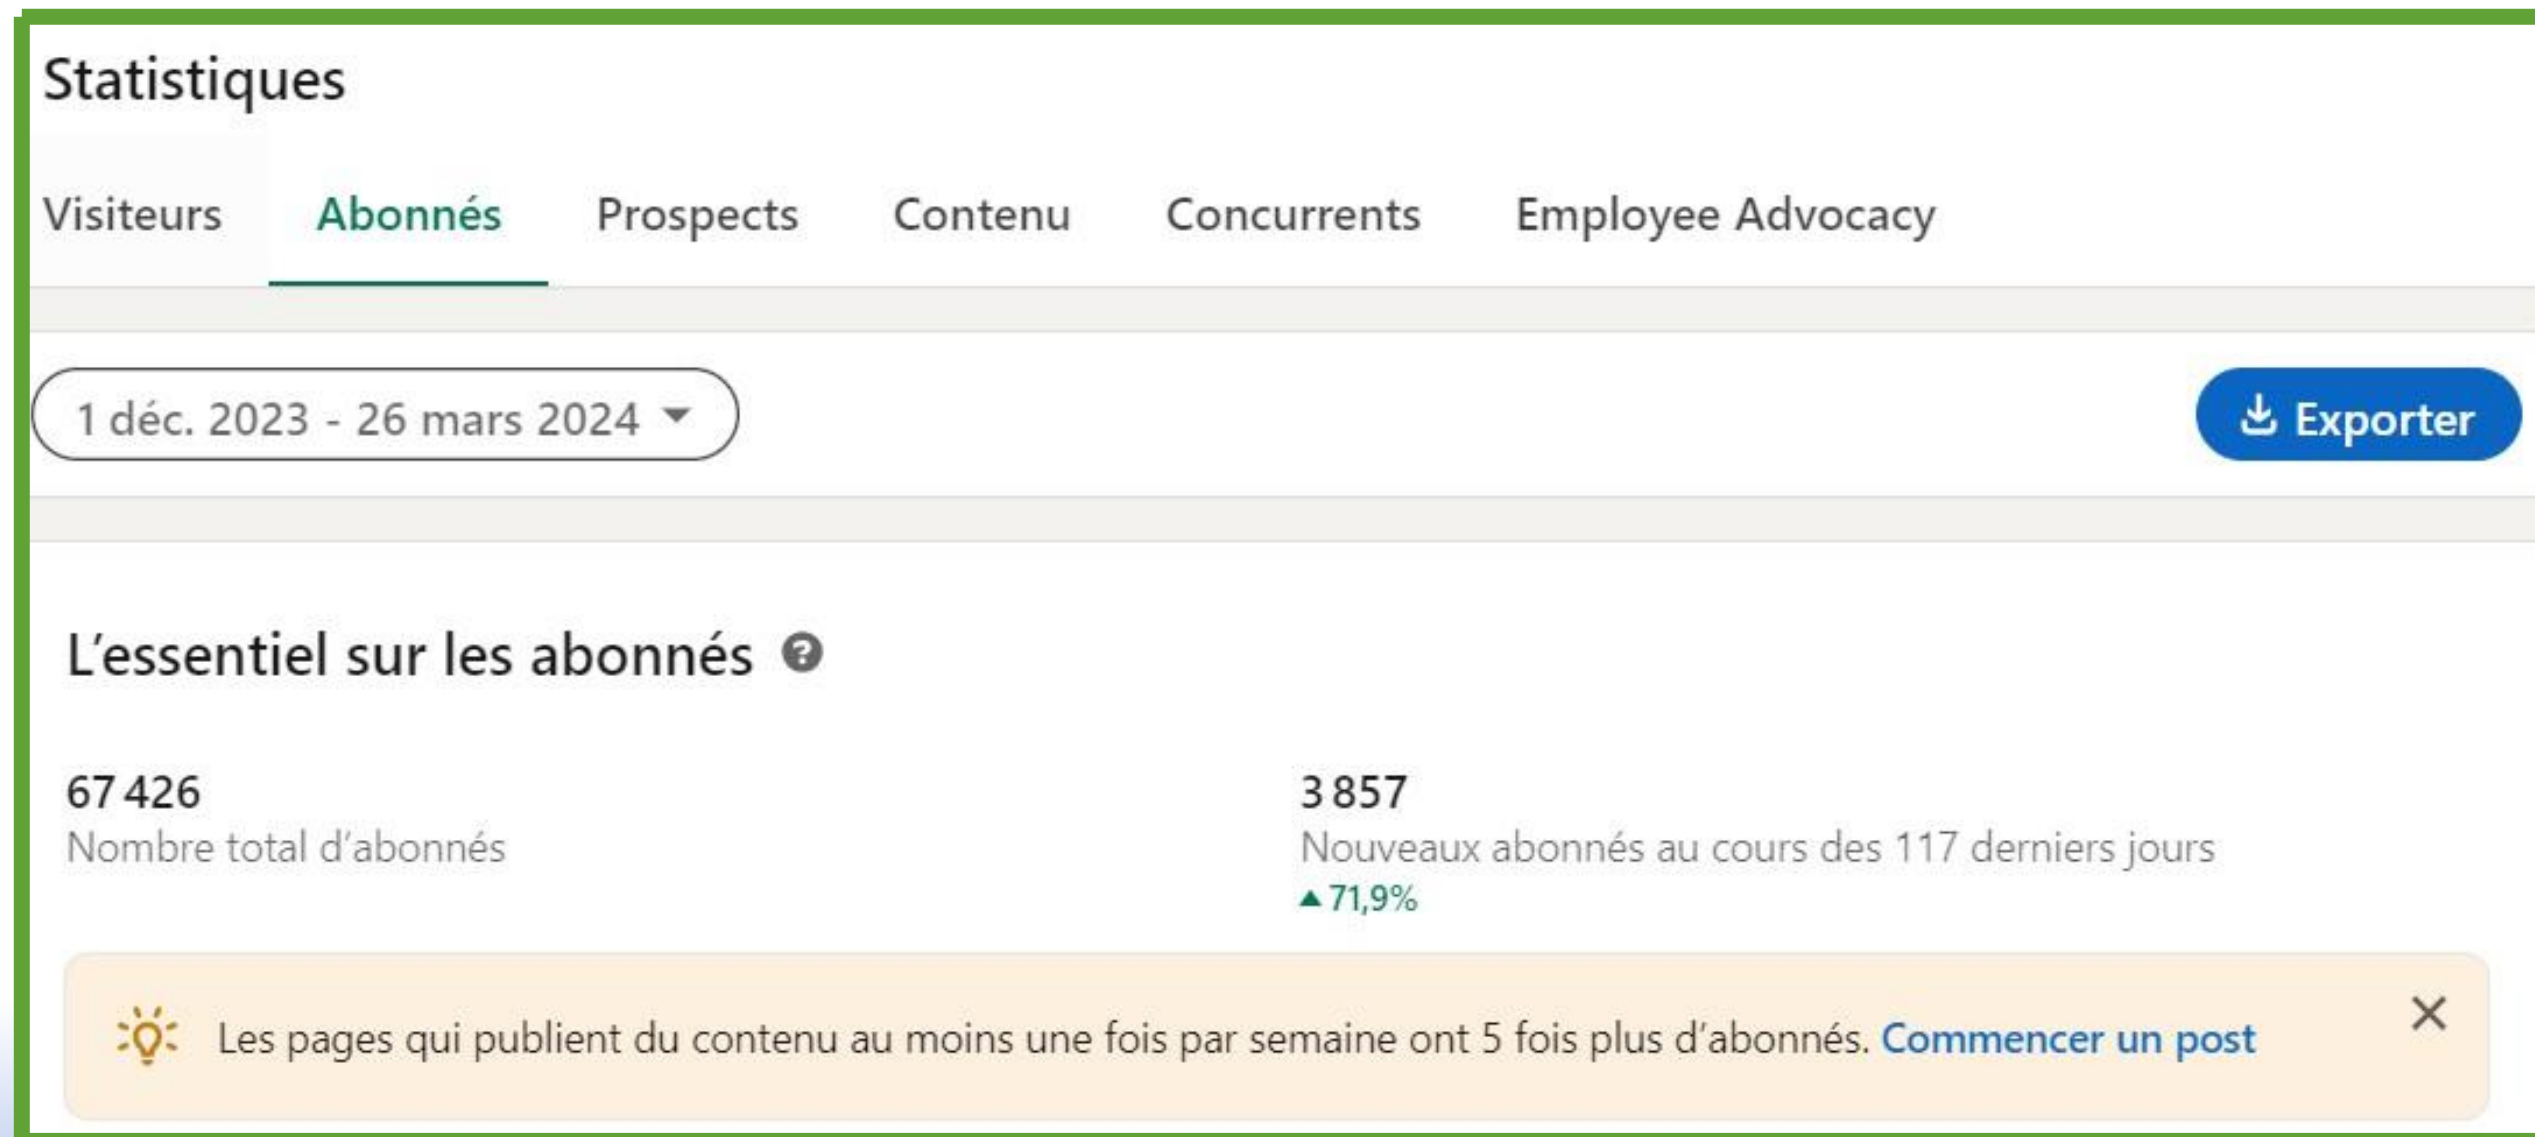 Statistiques
Visiteurs Abonnés Prospects Contenu Concurrents Employee Advocacy
1 déc. 2023 - 26 mars 2024 Exporter
L’essentiel sur les abonnés
67 426 3 857
Nombre total d’abonnés Nouveaux abonnés au cours des 117 derniers jours
71,9%
Les pages qui publient du contenu au moins une fois par semaine ont 5 fois plus d’abonnés. Commencer un post